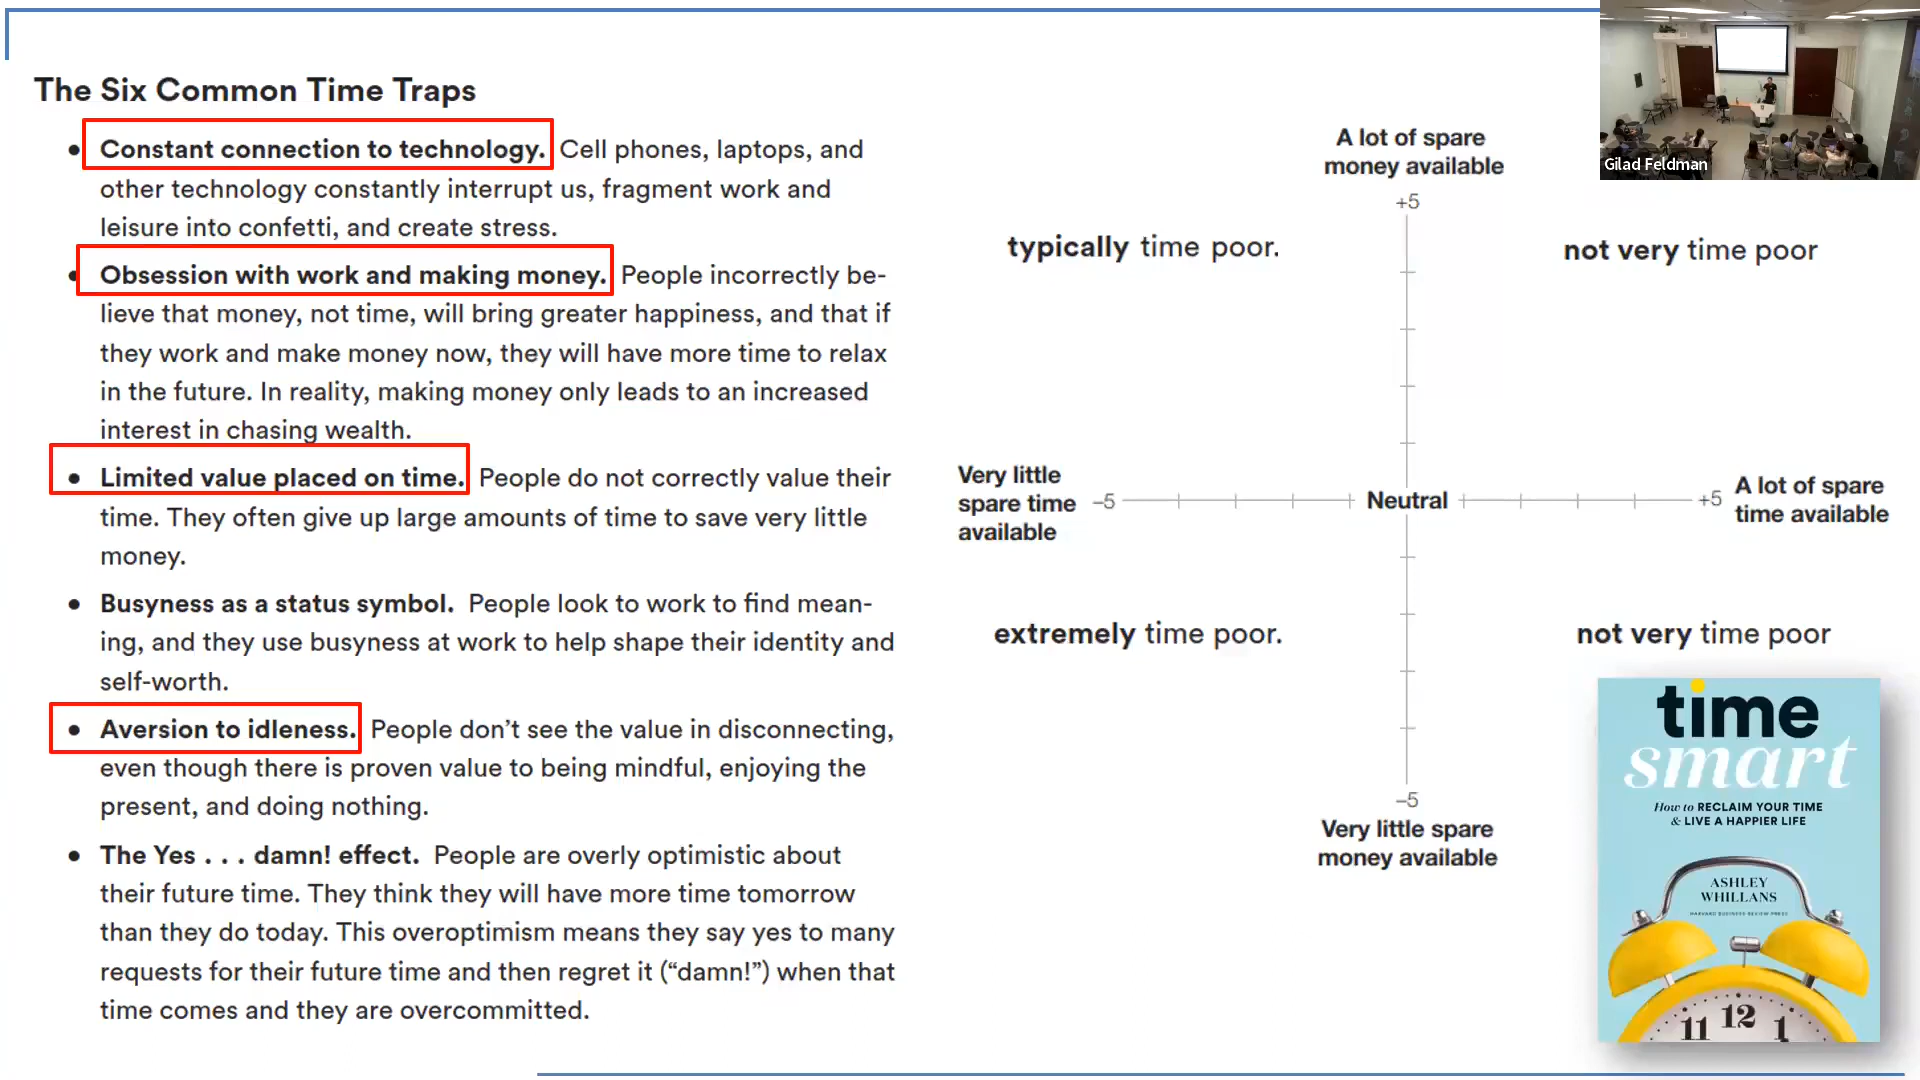 The Six Common Time Traps
• Constant connection to technology. Cell phones, laptops, and
other technology constantly interrupt us, fragment work and
leisure into confetti, and create stress.
• Obsession with work and making money. People incorrectly be-
lieve that money, not time, will bring greater happiness, and that if
they work and make money now, they will have more time to relax
in the future. In reality, making money only leads to an increased
interest in chasing wealth.
• Limited value placed on time. People do not correctly value their
time. They often give up large amounts of time to save very little
money.
• Busyness as a status symbol. People look to work to find mean-
ing, and they use busyness at work to help shape their identity and
self-worth.
• Aversion to idleness. People don’t see the value in disconnecting,
even though there is proven value to being mindful, enjoying the
present, and doing nothing.
• The Yes . . . damn! effect. People are overly optimistic about
their future time. They think they will have more time tomorrow
than they do today. This overoptimism means they say yes to many
requests for their future time and then regret it (“damn!”) when that
time comes and they are overcommitted.
A lot of spare
money available
+5
typically time poor.
not very time poor
Very little
spare time
available
–5
Neutral
+5
A lot of spare
time available
extremely time poor.
not very time poor
–5
Very little spare
money available
Gilad Feldman
time
smart
How to RECLAIM YOUR TIME
& LIVE A HAPPIER LIFE
ASHLEY
WHILLANS
HARVARD BUSINESS REVIEW PRESS
11 12 1